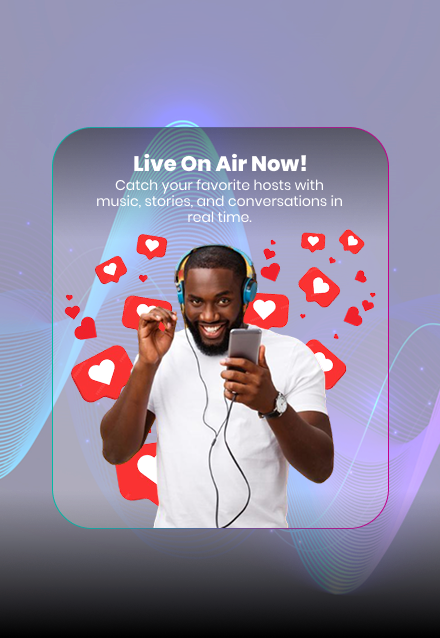 Live On Air Now!
Catch your favorite hosts with
music, stories, and conversations in
real time.